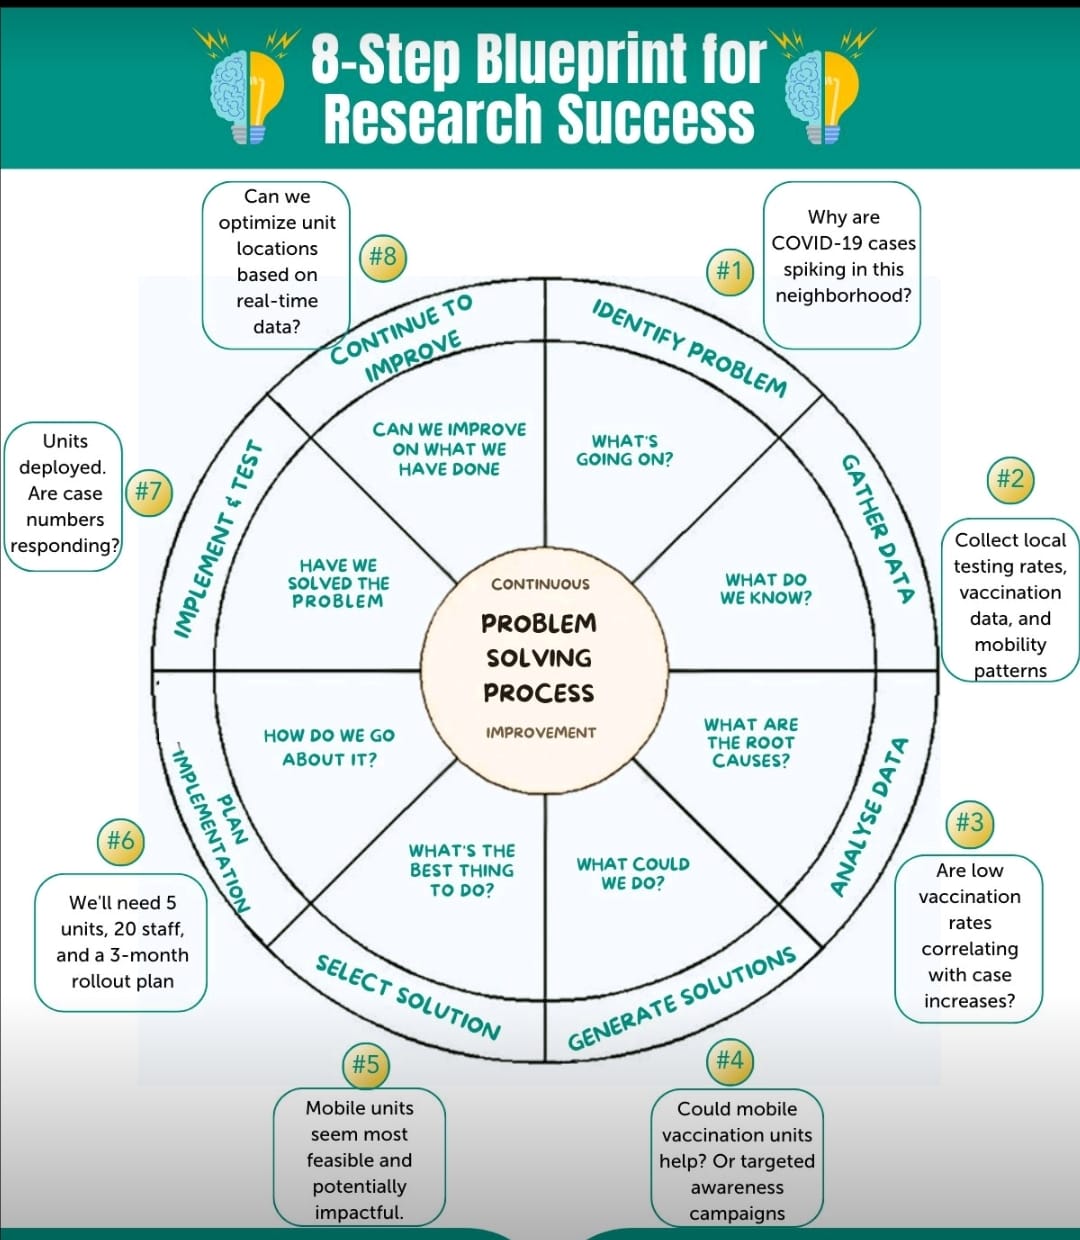 8-Step Blueprint for
Research Success
#1
Why are
COVID-19 cases
spiking in this
neighborhood?
IDENTIFY PROBLEM
WHAT'S
GOING ON?
#2
Collect local
testing rates,
vaccination
data, and
mobility
patterns
GATHER DATA
WHAT DO
WE KNOW?
#3
Are low
vaccination
rates
correlating
with case
increases?
ANALYSE DATA
WHAT ARE
THE ROOT
CAUSES?
#4
Could mobile
vaccination units
help? Or targeted
awareness
campaigns
GENERATE SOLUTIONS
WHAT COULD
WE DO?
#5
Mobile units
seem most
feasible and
potentially
impactful.
SELECT SOLUTION
WHAT'S THE
BEST THING
TO DO?
#6
We'll need 5
units, 20 staff,
and a 3-month
rollout plan
PLAN
IMPLEMENTATION
HOW DO WE GO
ABOUT IT?
#7
Units
deployed.
Are case
numbers
responding?
IMPLEMENT & TEST
HAVE WE
SOLVED THE
PROBLEM
#8
Can we
optimize unit
locations
based on
real-time
data?
CONTINUE TO
IMPROVE
CAN WE IMPROVE
ON WHAT WE
HAVE DONE
CONTINUOUS
PROBLEM
SOLVING
PROCESS
IMPROVEMENT